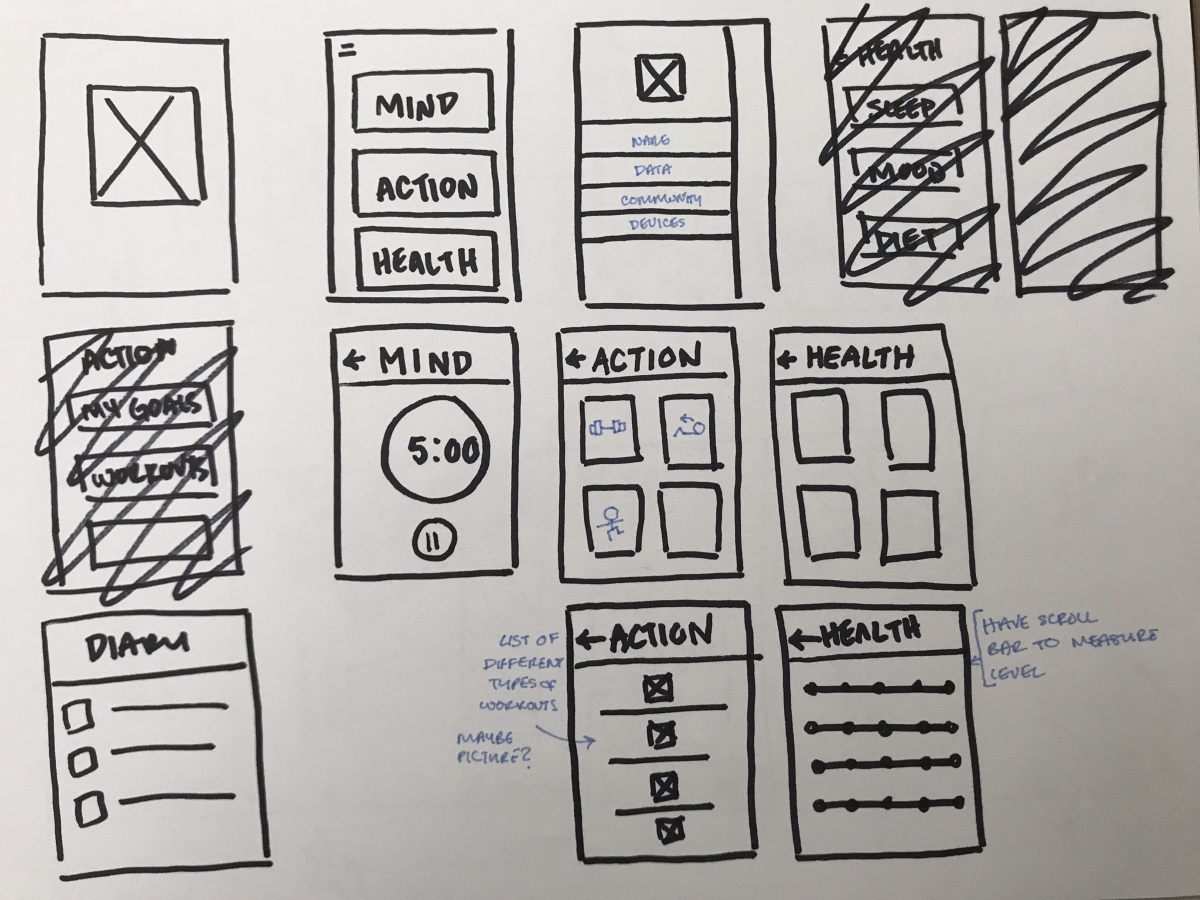 MIND
ACTION
HEALTH
NAME
DATA
COMMUNITY
DEVICES
HEALTH
SLEEP
MOOD
DIET
ACTION
MY GOALS
WORKOUTS
← MIND
5:00
← ACTION
← HEALTH
DIARY
LIST OF
DIFFERENT
TYPES OF
WORKOUTS
MAYBE
PICTURE?
← ACTION
← HEALTH
HAVE SCROLL
BAR TO MEASURE
LEVEL